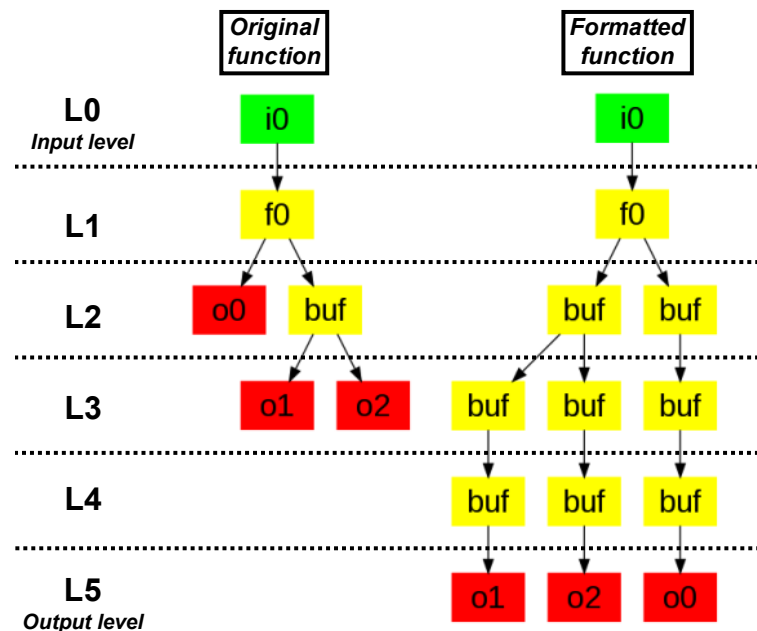 Original
function
Formatted
function
L0
Input level
i0
i0
L1
f0
f0
L2
o0
buf
buf
buf
L3
o1
o2
buf
buf
buf
L4
buf
buf
buf
L5
Output level
o1
o2
o0